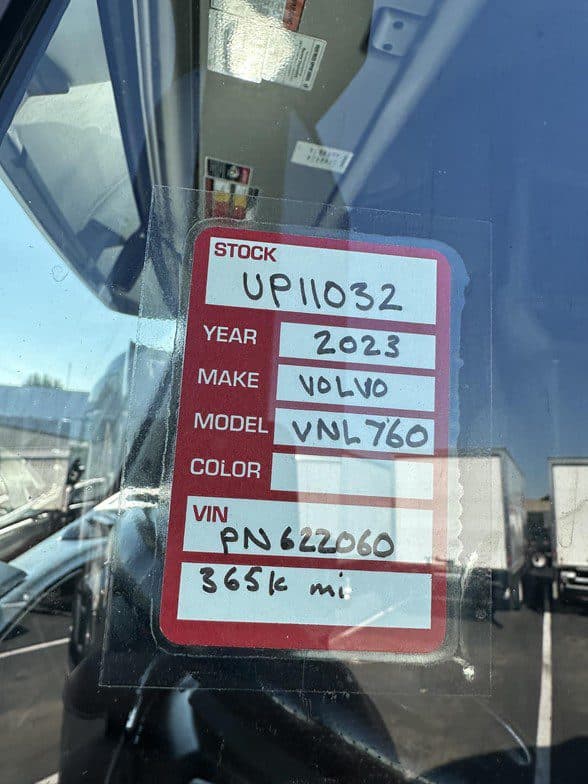 STOCK
UP11032
YEAR 2023
MAKE VOLVO
MODEL VNL760
COLOR
VIN
PN622060
365k mi